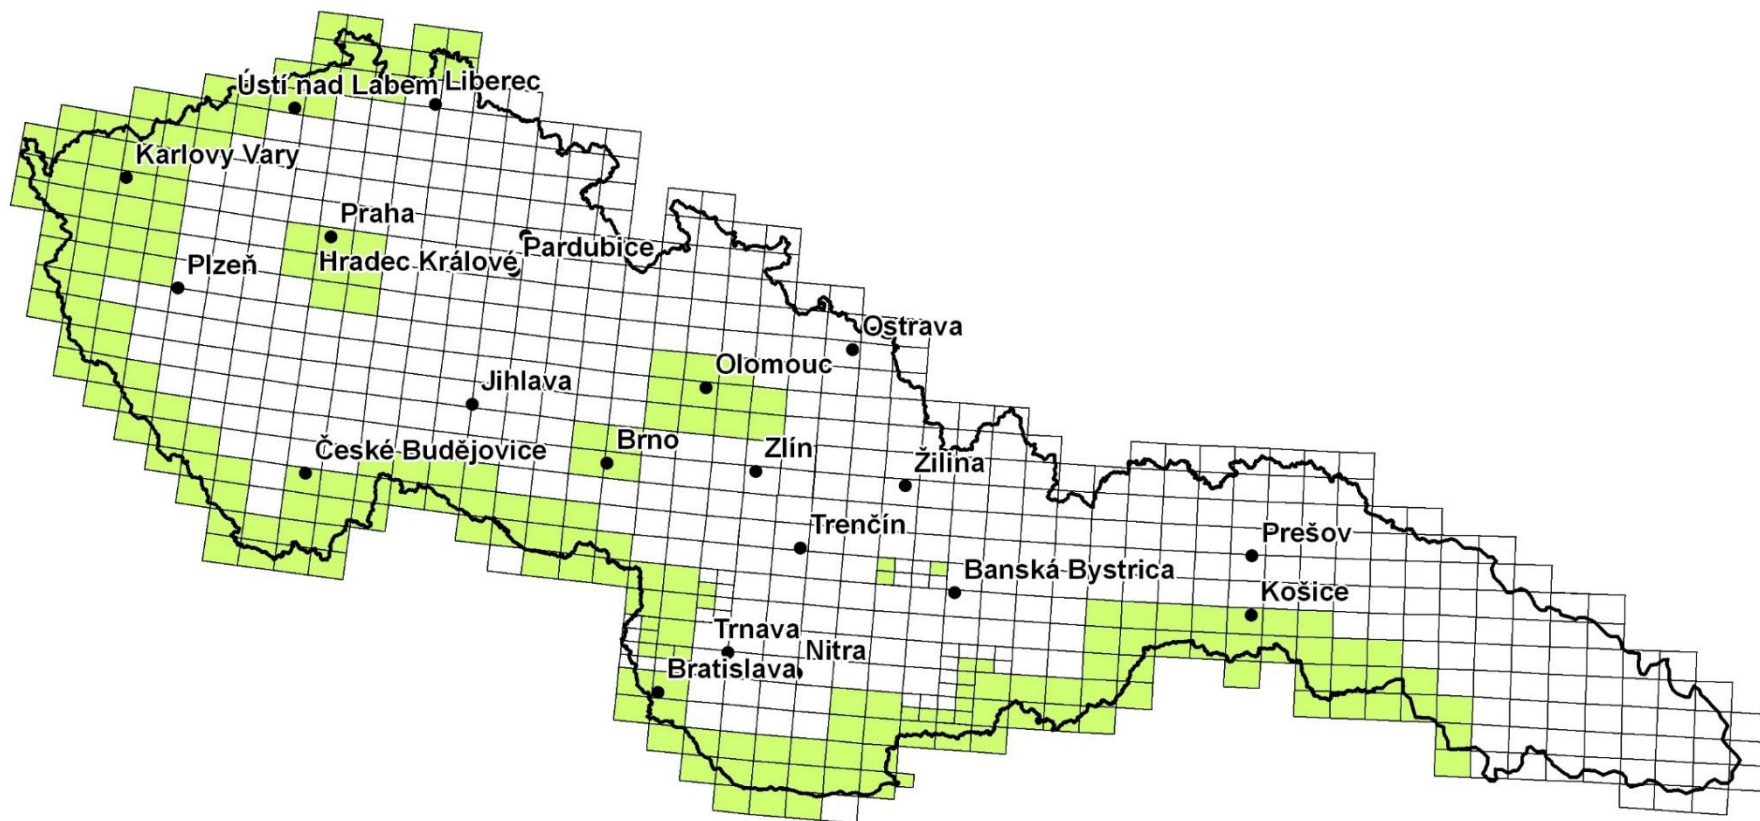 Ústí nad Labem
Liberec
Karlovy Vary
Praha
Pardubice
Hradec Králové
Plzeň
Ostrava
Olomouc
Jihlava
Brno
České Budějovice
Zlín
Žilina
Trenčín
Prešov
Banská Bystrica
Košice
Trnava
Nitra
Bratislava